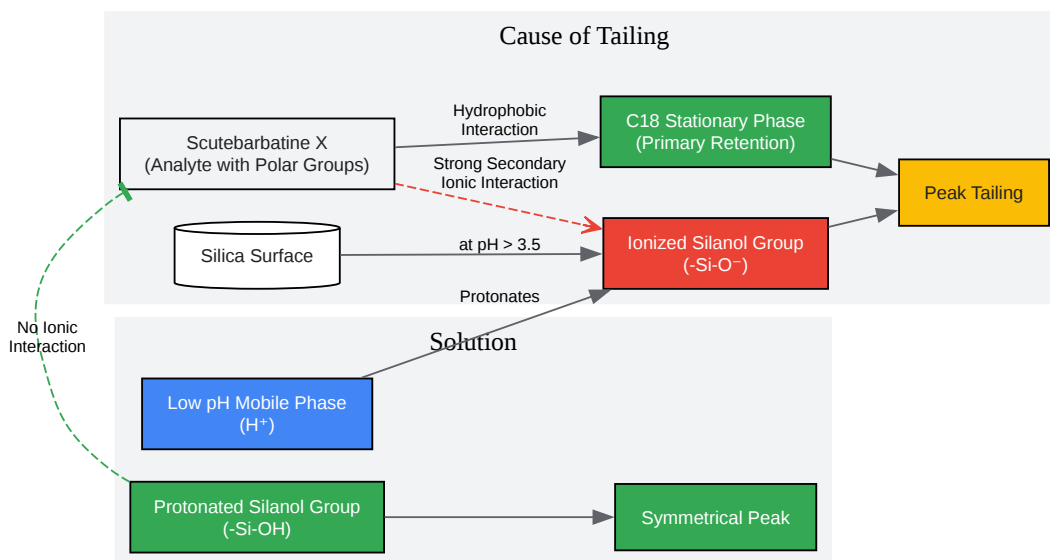 Cause of Tailing
Hydrophobic
Interaction
C18 Stationary Phase
(Primary Retention)
Scutebarbatine X
(Analyte with Polar Groups)
Strong Secondary
Ionic Interaction
Peak Tailing
Silica Surface
at pH > 3.5
Ionized Silanol Group
(-Si-O⁻)
Protonates
No Ionic
Interaction
Solution
Low pH Mobile Phase
(H⁺)
Protonated Silanol Group
(-Si-OH)
Symmetrical Peak